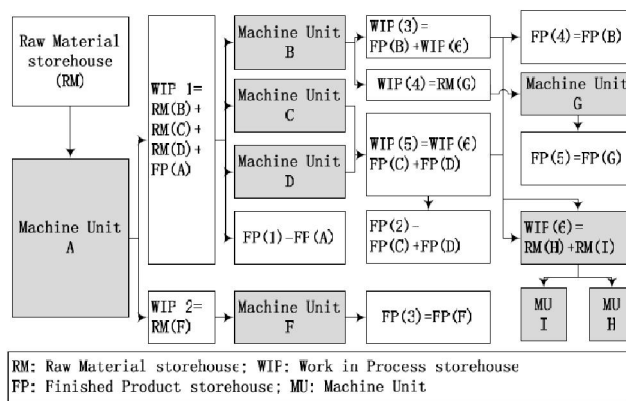 Raw Material
storehouse
(RM)
Machine Unit
A
WIP 1=
RM(B)+
RM(C)+
RM(D)+
FP(A)
WIP 2=
RM(F)
Machine Unit
B
Machine Unit
C
Machine Unit
D
FP(1)-FP(A)
Machine Unit
F
WIP(3)=
FP(B)+WIP(6)
WIP(4)=RM(G)
WIP(5)=WIP(6)
FP(C)+FP(D)
FP(2)-
FP(C)+FP(D)
FP(3)=FP(F)
FP(4)=FP(B)
Machine Unit
G
FP(5)=FP(G)
WIP(6)=
RM(H)+RM(I)
MU
I
MU
H
RM: Raw Material storehouse; WIP: Work in Process storehouse
FP: Finished Product storehouse; MU: Machine Unit